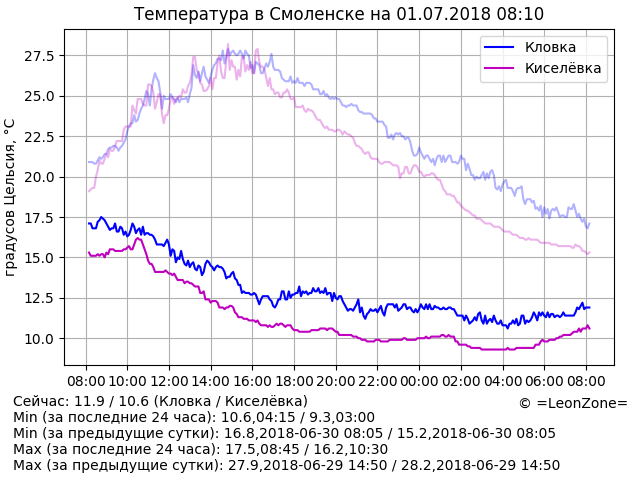 Температура в Смоленске на 01.07.2018 08:10
градусов Цельсия, °C
27.5
25.0
22.5
20.0
17.5
15.0
12.5
10.0
Кловка
Киселёвка
08:00 10:00 12:00 14:00 16:00 18:00 20:00 22:00 00:00 02:00 04:00 06:00 08:00
Сейчас: 11.9 / 10.6 (Кловка / Киселёвка)
© =LeonZone=
Min (за последние 24 часа): 10.6,04:15 / 9.3,03:00
Min (за предыдущие сутки): 16.8,2018-06-30 08:05 / 15.2,2018-06-30 08:05
Max (за последние 24 часа): 17.5,08:45 / 16.2,10:30
Max (за предыдущие сутки): 27.9,2018-06-29 14:50 / 28.2,2018-06-29 14:50